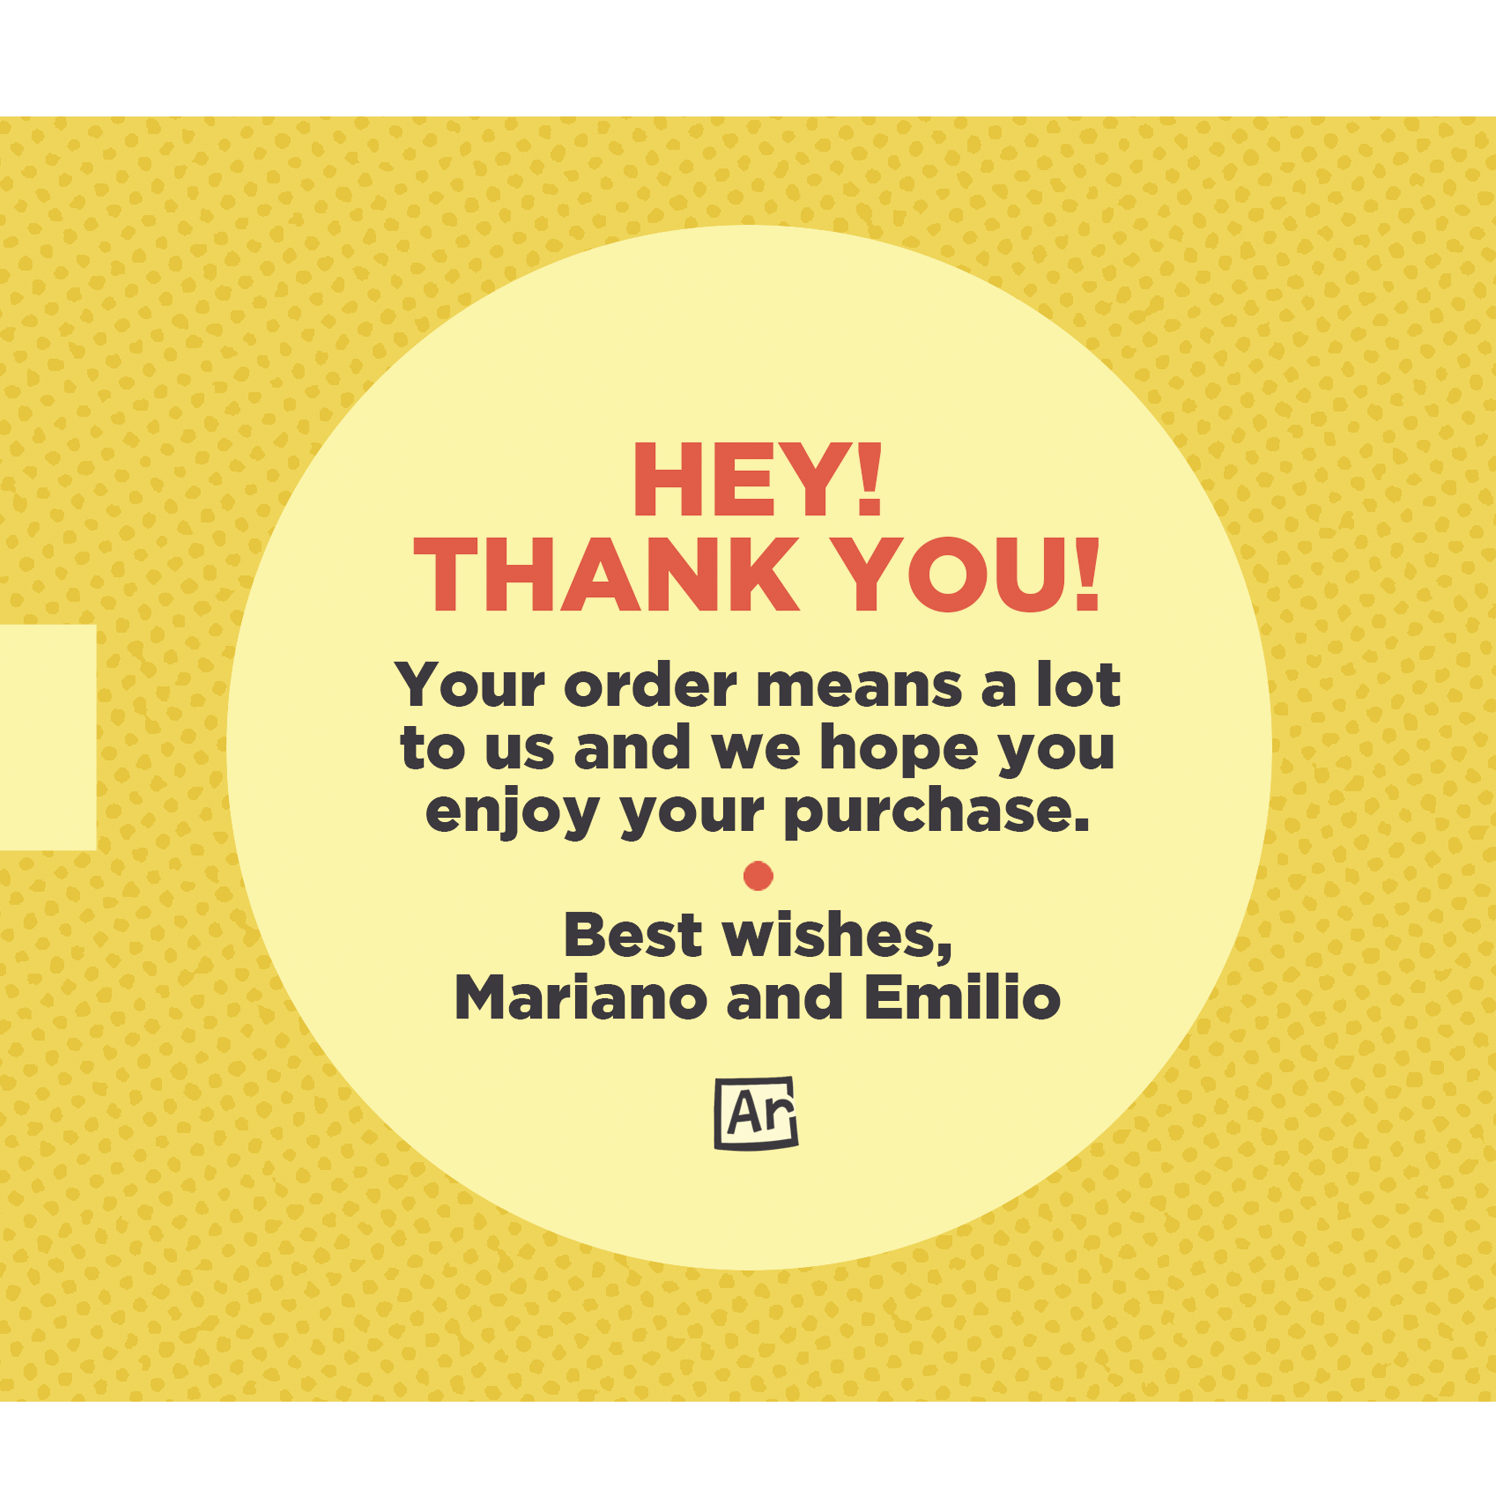 HEY!
THANK YOU!
Your order means a lot
to us and we hope you
enjoy your purchase.
Best wishes,
Mariano and Emilio
Ar